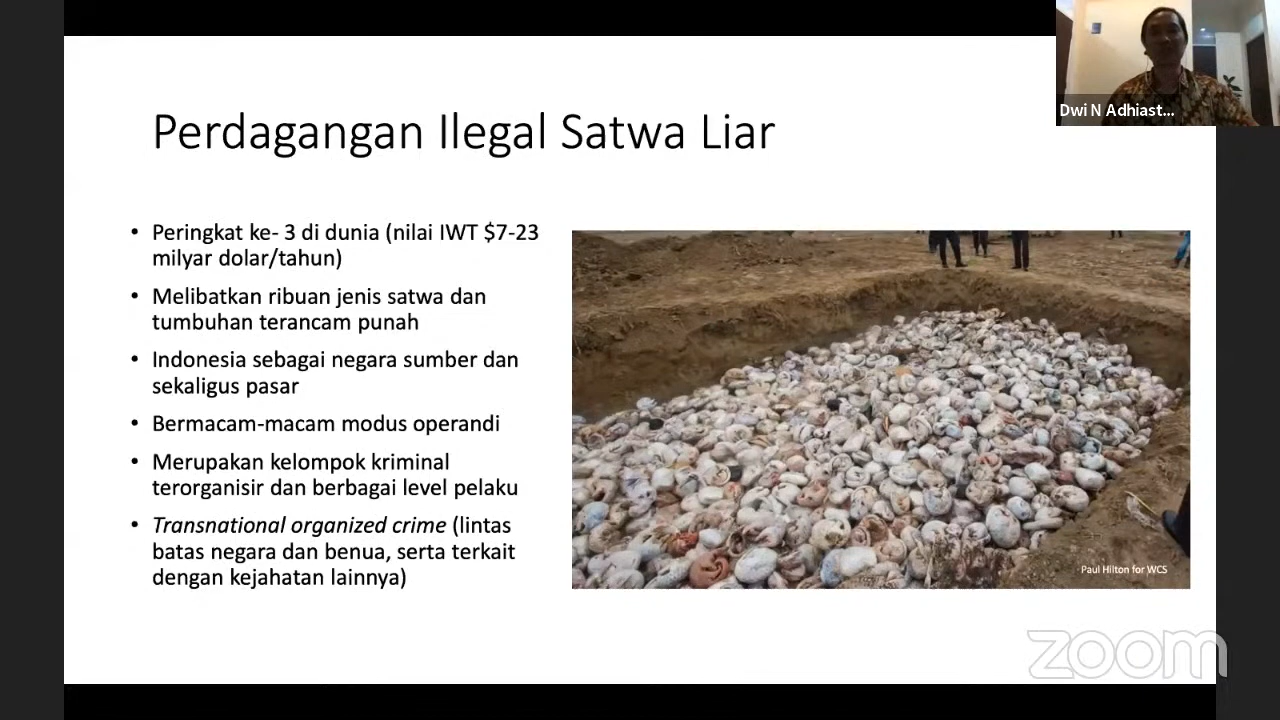 Dwi N Adhiast...
Perdagangan Ilegal Satwa Liar
• Peringkat ke- 3 di dunia (nilai IWT $7-23
milyar dolar/tahun)
• Melibatkan ribuan jenis satwa dan
tumbuhan terancam punah
• Indonesia sebagai negara sumber dan
sekaligus pasar
• Bermacam-macam modus operandi
• Merupakan kelompok kriminal
terorganisir dan berbagai level pelaku
• Transnational organized crime (lintas
batas negara dan benua, serta terkait
dengan kejahatan lainnya)
Paul Hilton for WCS
zoom